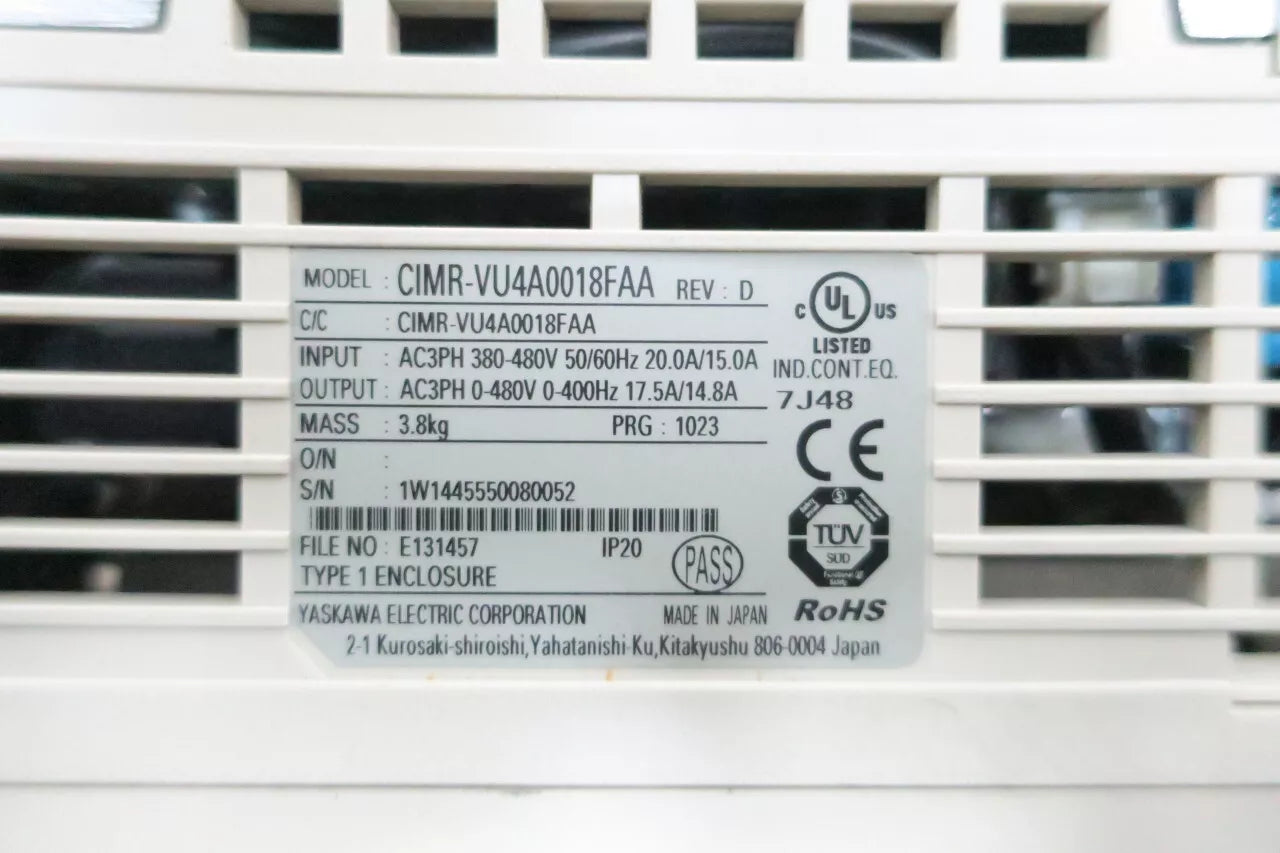 MODEL : CIMR-VU4A0018FAA REV : D
C/C : CIMR-VU4A0018FAA
INPUT : AC3PH 380-480V 50/60Hz 20.0A/15.0A
OUTPUT : AC3PH 0-480V 0-400Hz 17.5A/14.8A
MASS : 3.8kg PRG : 1023
O/N :
S/N : 1W1445550080052
FILE NO : E131457 IP20
TYPE 1 ENCLOSURE
PASS
YASKAWA ELECTRIC CORPORATION MADE IN JAPAN
2-1 Kurosaki-shiroishi,Yahatanishi-Ku,Kitakyushu 806-0004 Japan
C UL US
LISTED
IND.CONT.EQ.
7J48
CE
TÜV
SÜD
Functional
Safety
RoHS